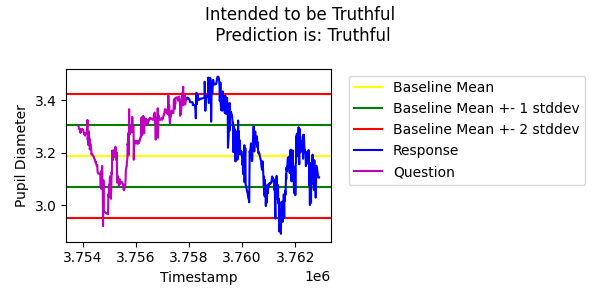 Intended to be Truthful
Prediction is: Truthful
Pupil Diameter
3.4
3.2
3.0
3.754 3.756 3.758 3.760 3.762
1e6
Timestamp
Baseline Mean
Baseline Mean +- 1 stddev
Baseline Mean +- 2 stddev
Response
Question